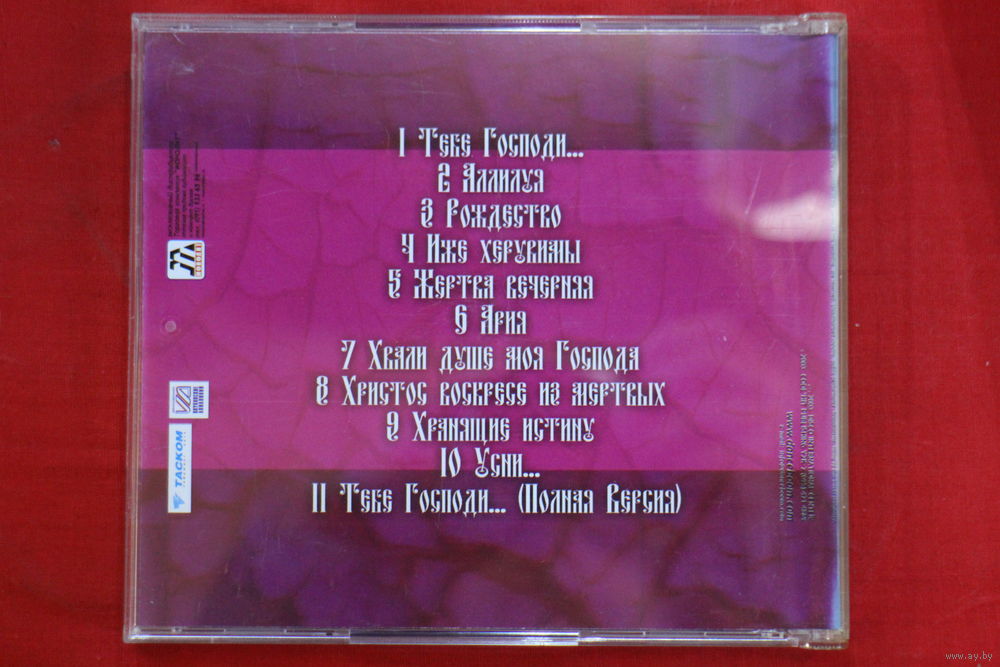 1 Тебе Господи...
2 Аллилуя
3 Рождество
4 Иже херувимы
5 Жертва вечерняя
6 Ария
7 Хвали душе моя Господа
8 Христос воскресе из мертвых
9 Хранящие истину
10 Усни...
11 Тебе Господи... (Полная Версия)
МОНОЛИТ
ТАСКОМ
www.ay.by